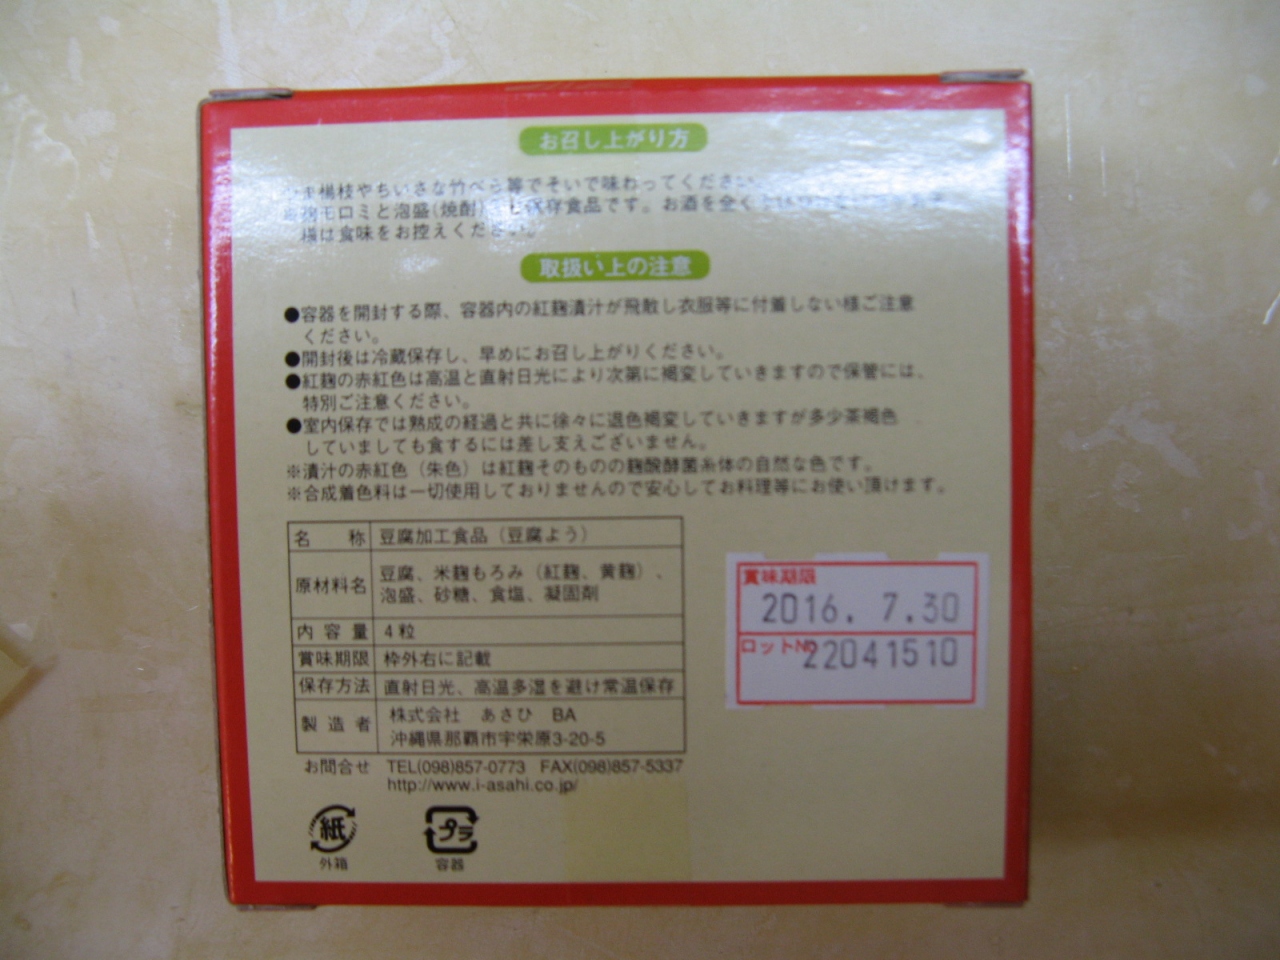 お召し上がり方
楊枝やちいさな竹べら等でそいで味わってください
モロミと泡盛(焼酎) 保存食品です。お酒を全く
様は食味をお控えください。
取扱い上の注意
●容器を開封する際、容器内の紅麹漬汁が飛散し衣服等に付着しない様ご注意
ください。
●開封後は冷蔵保存し、早めにお召し上がりください。
●紅麹の赤紅色は高温と直射日光により次第に褐変していきますので保管には、
特別ご注意ください。
●室内保存では熟成の経過と共に徐々に退色褐変していきますが多少茶褐色
していましても食するには差し支えございません。
※漬汁の赤紅色（朱色）は紅麹そのものの麹醗酵菌糸体の自然な色です。
※合成着色料は一切使用しておりませんので安心してお料理等にお使い頂けます。
名称 豆腐加工食品（豆腐よう）
原材料名 豆腐、米麹もろみ（紅麹、黄麹）、
泡盛、砂糖、食塩、凝固剤
内容量 4粒
賞味期限 枠外右に記載
保存方法 直射日光、高温多湿を避け常温保存
製造者 株式会社 あさひ BA
沖縄県那覇市宇栄原3-20-5
お問合せ TEL(098)857-0773 FAX(098)857-5337
http://www.i-asahi.co.jp/
紙
外箱
プラ
容器
賞味期限
2016. 7.30
ロットNo
22041510